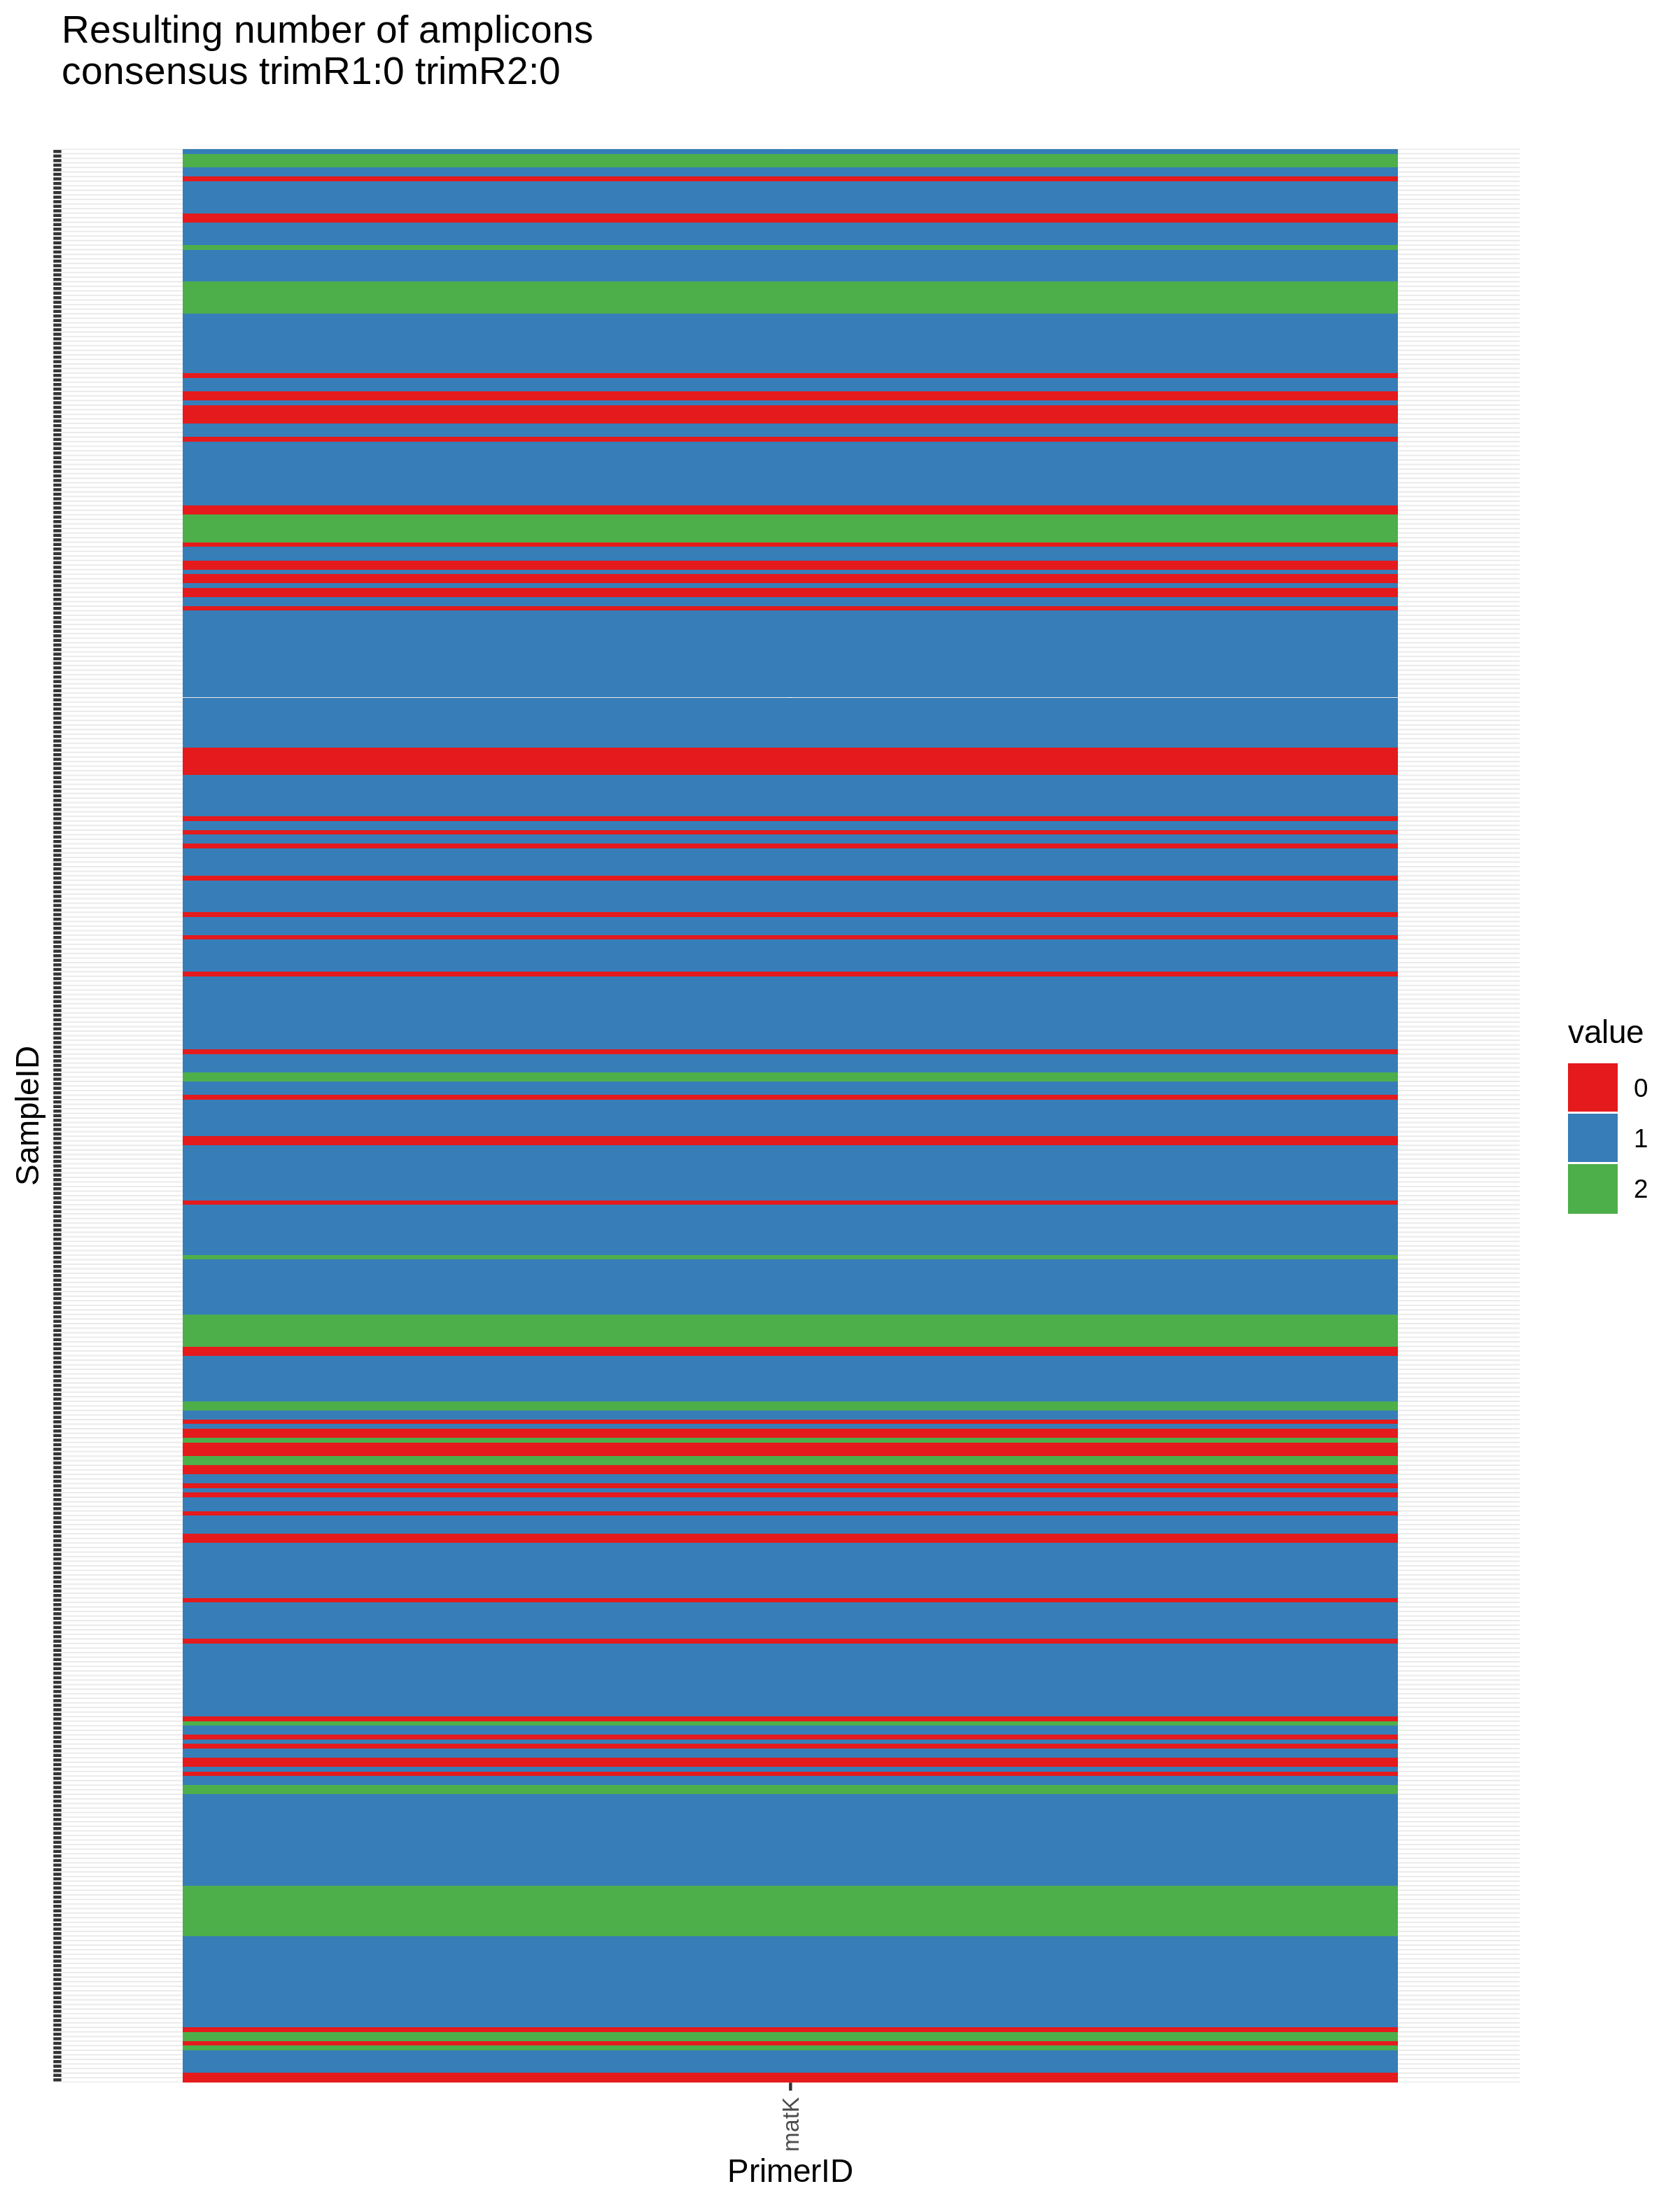 Resulting number of amplicons
consensus trimR1:0 trimR2:0
SampleID
value
0
1
2
matK
PrimerID